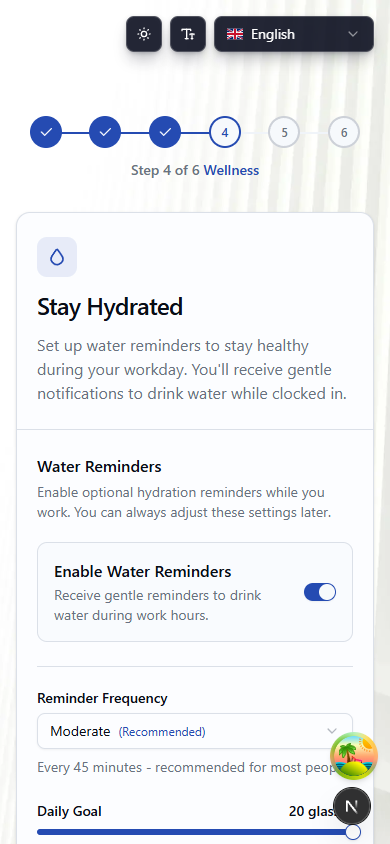 English
4
5
6
Step 4 of 6 Wellness
Stay Hydrated
Set up water reminders to stay healthy
during your workday. You'll receive gentle
notifications to drink water while clocked in.
Water Reminders
Enable optional hydration reminders while you
work. You can always adjust these settings later.
Enable Water Reminders
Receive gentle reminders to drink
water during work hours.
Reminder Frequency
Moderate (Recommended)
Every 45 minutes - recommended for most
Daily Goal
20
N